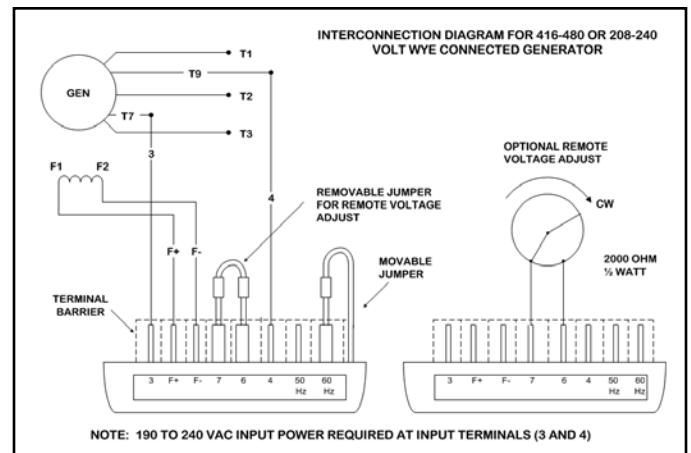 INTERCONNECTION DIAGRAM FOR 416-480 OR 208-240
VOLT WYE CONNECTED GENERATOR
T1
T9
GEN
T2
T7
T3
3
F1 F2
4
F+ F-
REMOVABLE JUMPER
FOR REMOTE VOLTAGE
ADJUST
MOVABLE
JUMPER
TERMINAL
BARRIER
3 F+ F- 7 6 4 50 60
Hz Hz
OPTIONAL REMOTE
VOLTAGE ADJUST
CW
2000 OHM
½ WATT
3 F+ F- 7 6 4 50 60
Hz Hz
NOTE: 190 TO 240 VAC INPUT POWER REQUIRED AT INPUT TERMINALS (3 AND 4)